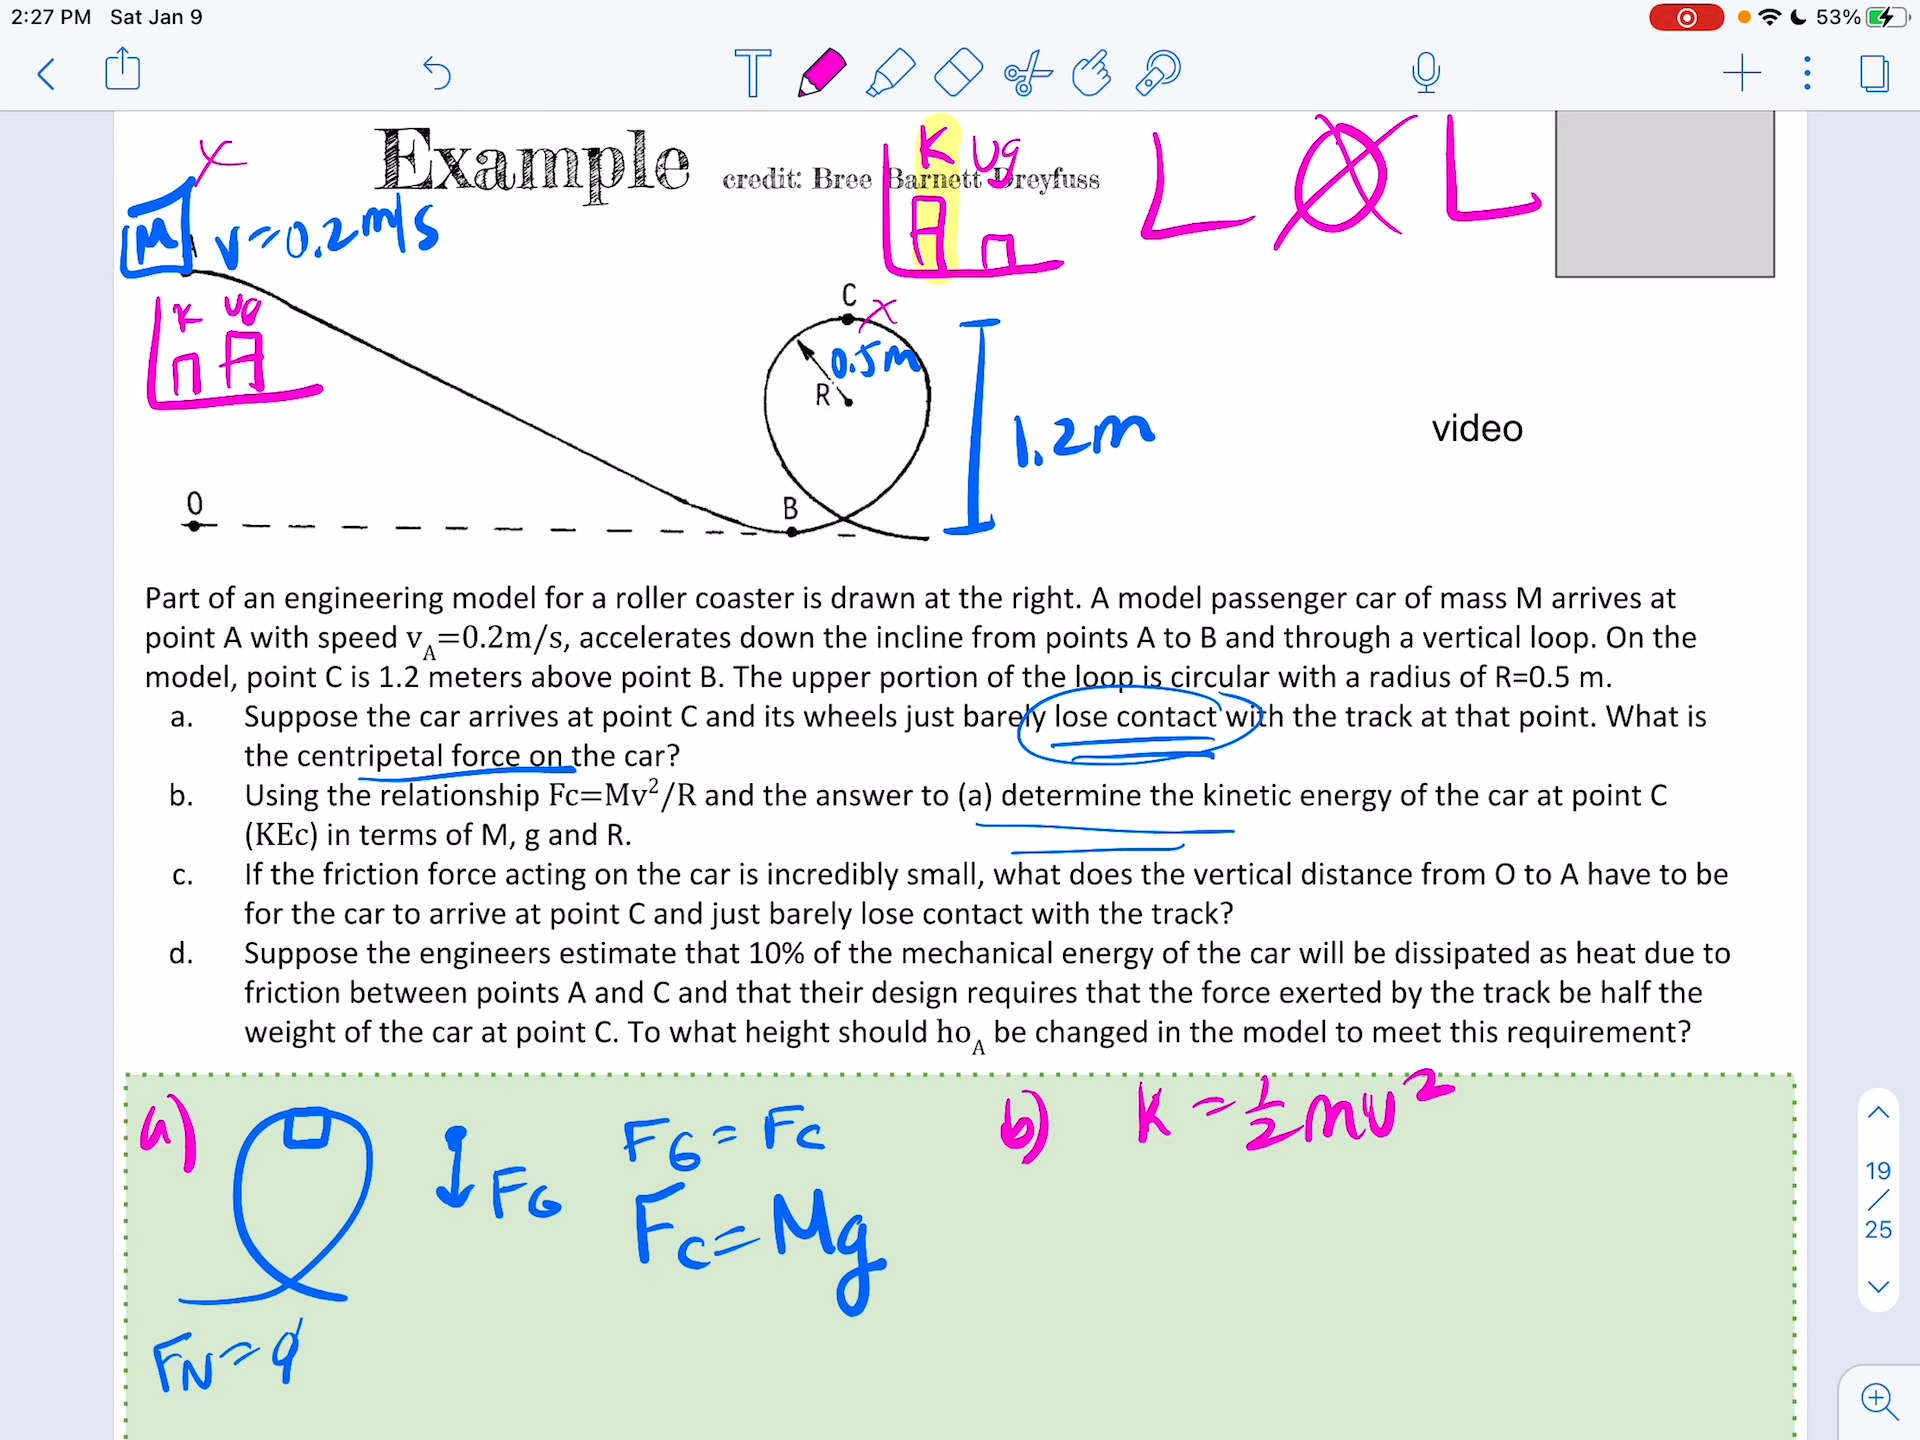 2:27 PM Sat Jan 9
53%
T
Example
credit: Bree Barnett Dreyfuss
K Ug
L O L
x
M
A
V=0.2m/s
K Ug
C
x
0.5m
R
1.2m
video
O
B
Part of an engineering model for a roller coaster is drawn at the right. A model passenger car of mass M arrives at
point A with speed vA=0.2m/s, accelerates down the incline from points A to B and through a vertical loop. On the
model, point C is 1.2 meters above point B. The upper portion of the loop is circular with a radius of R=0.5 m.
a. Suppose the car arrives at point C and its wheels just barely lose contact with the track at that point. What is
the centripetal force on the car?
b. Using the relationship Fc=Mv²/R and the answer to (a) determine the kinetic energy of the car at point C
(KEc) in terms of M, g and R.
c. If the friction force acting on the car is incredibly small, what does the vertical distance from O to A have to be
for the car to arrive at point C and just barely lose contact with the track?
d. Suppose the engineers estimate that 10% of the mechanical energy of the car will be dissipated as heat due to
friction between points A and C and that their design requires that the force exerted by the track be half the
weight of the car at point C. To what height should hoA be changed in the model to meet this requirement?
a)
FG
FG = FC
FC = Mg
FN = 0
b) K = ½mv²
19
/
25